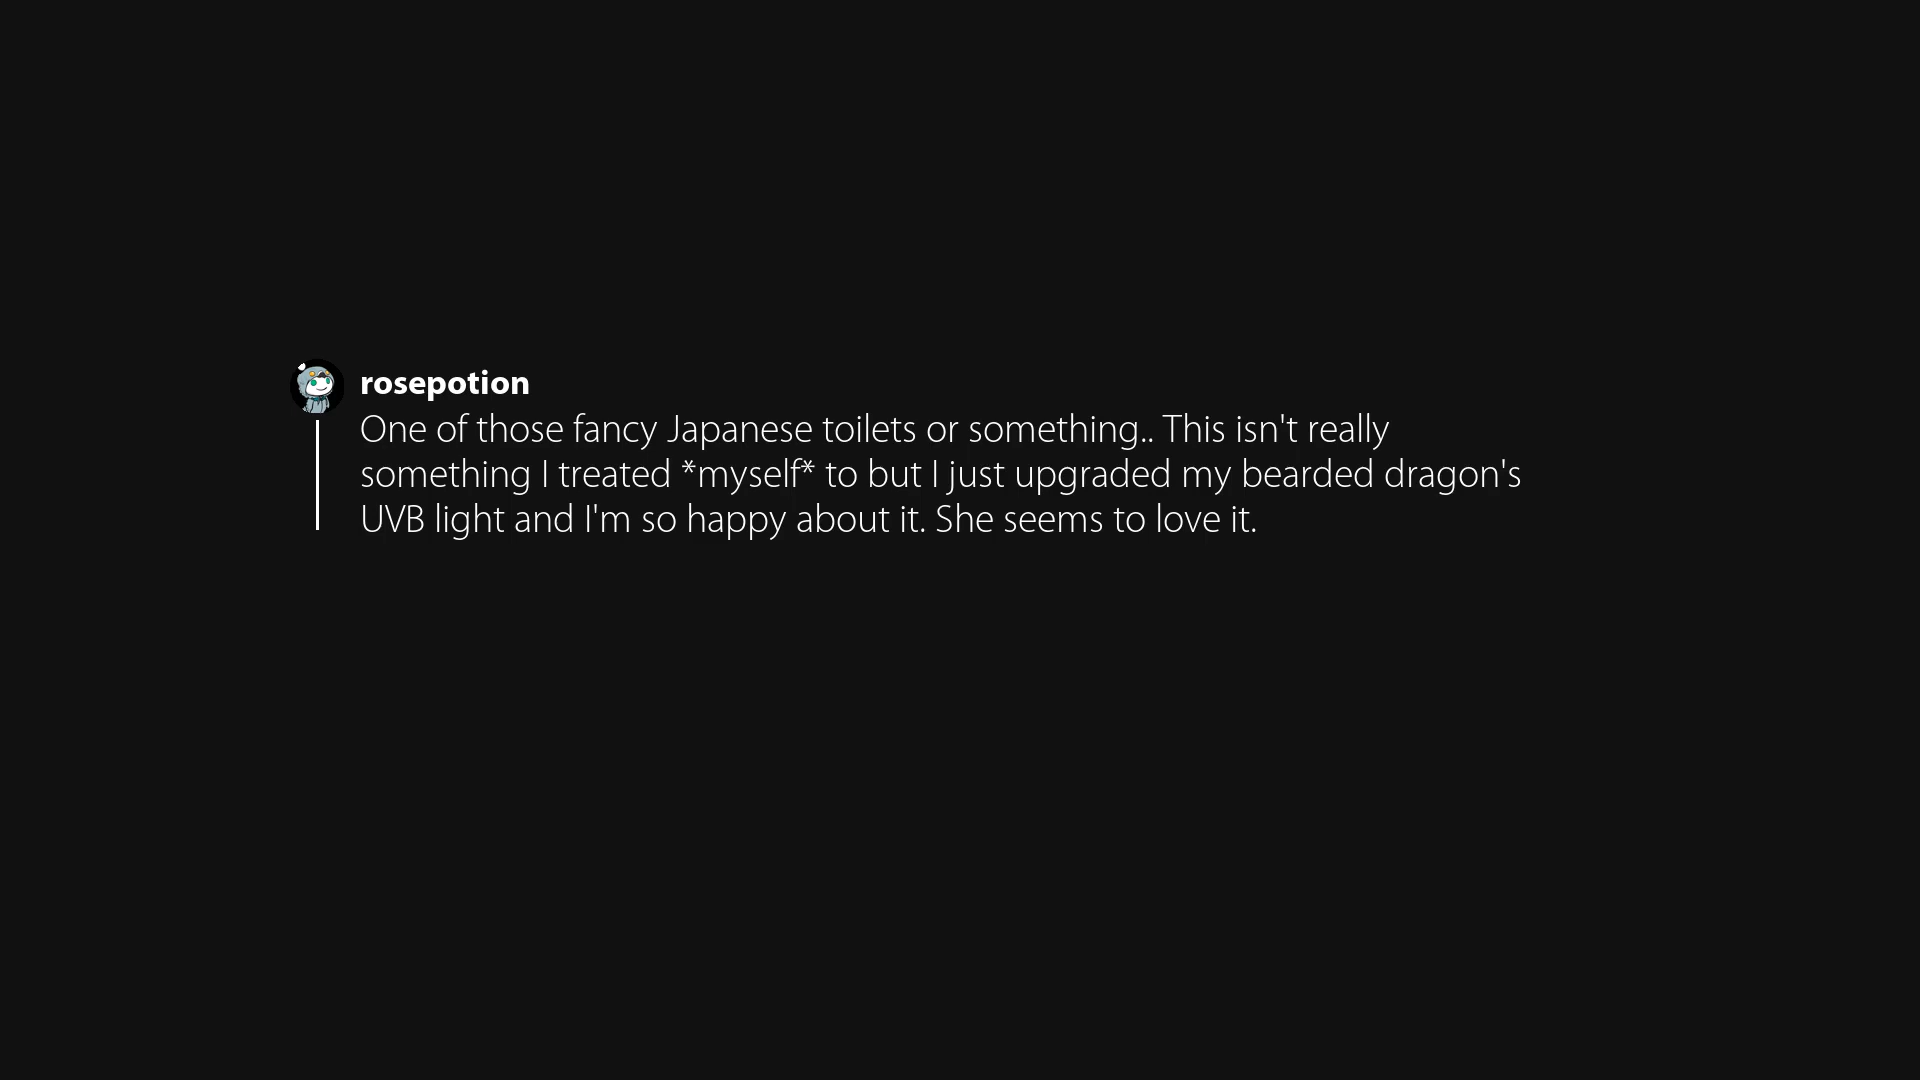 rosepotion
One of those fancy Japanese toilets or something.. This isn't really
something I treated *myself* to but I just upgraded my bearded dragon's
UVB light and I'm so happy about it. She seems to love it.